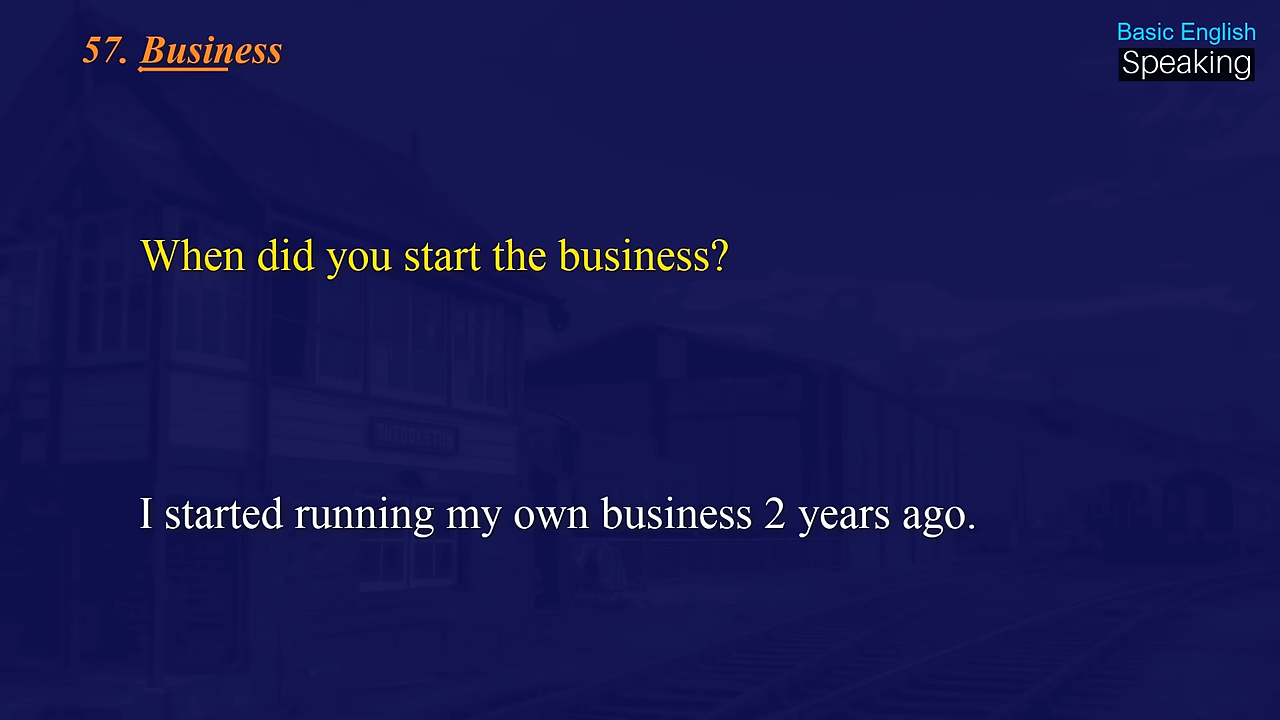 57. Business
Basic English
Speaking
When did you start the business?
I started running my own business 2 years ago.